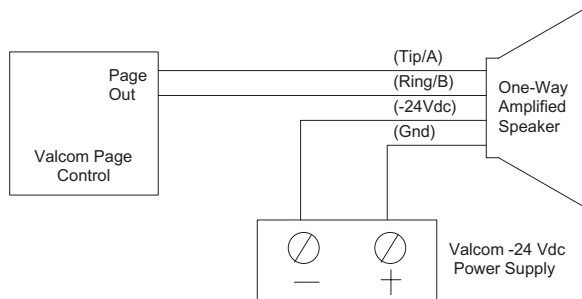 Page
Out
Valcom Page
Control
(Tip/A)
(Ring/B)
(-24Vdc)
(Gnd)
One-Way
Amplified
Speaker
— +
Valcom -24 Vdc
Power Supply